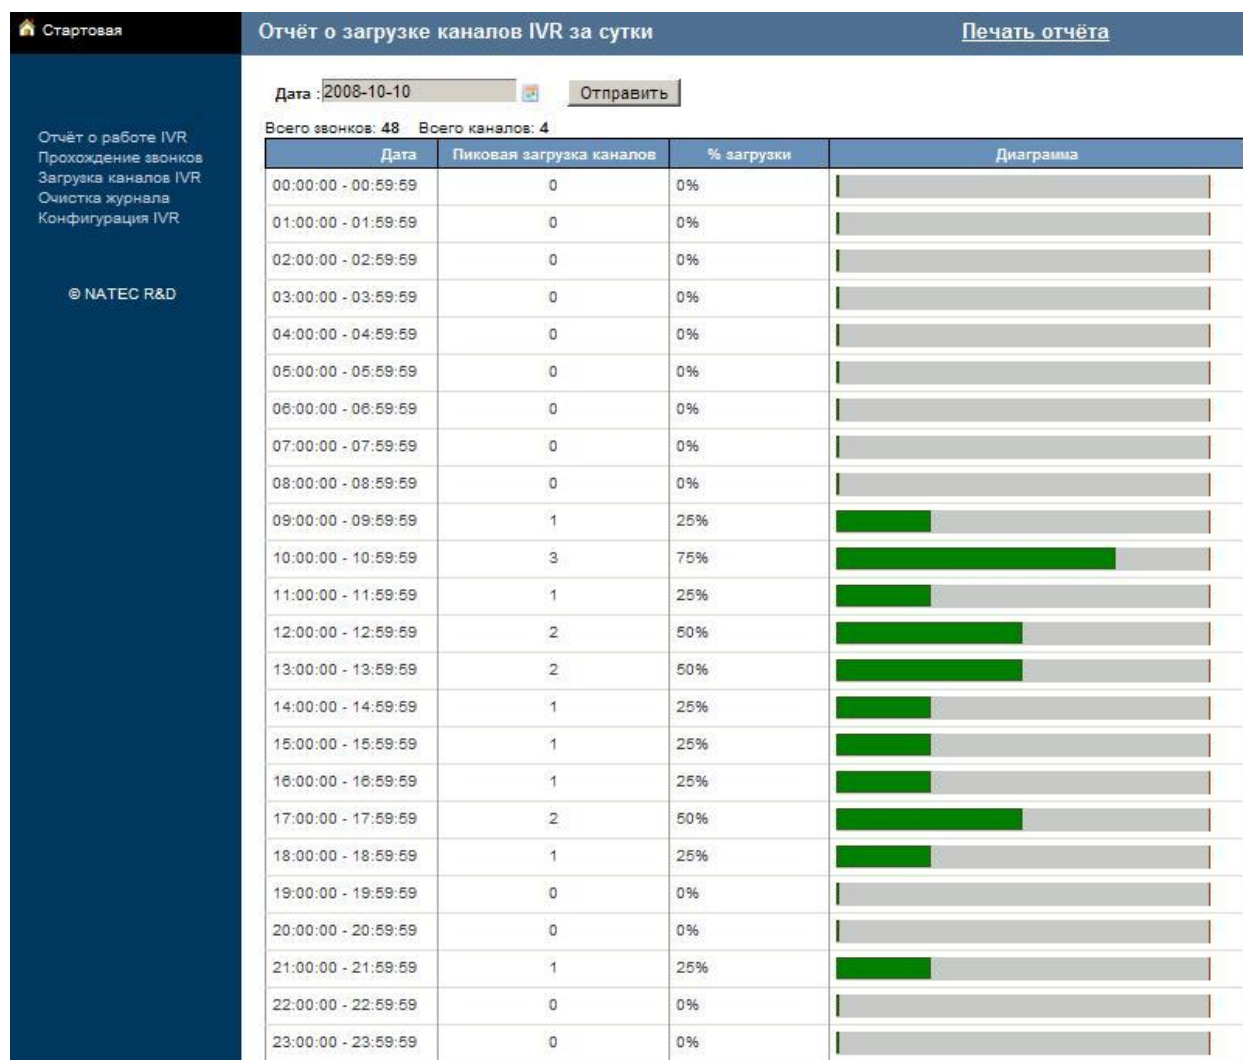 Стартовая
Отчёт о загрузке каналов IVR за сутки
Печать отчёта
Отчёт о работе IVR
Прохождение звонков
Загрузка каналов IVR
Очистка журнала
Конфигурация IVR
© NATEC R&D
Дата : 2008-10-10 Отправить
Всего звонков: 48 Всего каналов: 4
Дата Пиковая загрузка каналов % загрузки Диаграмма
00:00:00 - 00:59:59 0 0%
01:00:00 - 01:59:59 0 0%
02:00:00 - 02:59:59 0 0%
03:00:00 - 03:59:59 0 0%
04:00:00 - 04:59:59 0 0%
05:00:00 - 05:59:59 0 0%
06:00:00 - 06:59:59 0 0%
07:00:00 - 07:59:59 0 0%
08:00:00 - 08:59:59 0 0%
09:00:00 - 09:59:59 1 25%
10:00:00 - 10:59:59 3 75%
11:00:00 - 11:59:59 1 25%
12:00:00 - 12:59:59 2 50%
13:00:00 - 13:59:59 2 50%
14:00:00 - 14:59:59 1 25%
15:00:00 - 15:59:59 1 25%
16:00:00 - 16:59:59 1 25%
17:00:00 - 17:59:59 2 50%
18:00:00 - 18:59:59 1 25%
19:00:00 - 19:59:59 0 0%
20:00:00 - 20:59:59 0 0%
21:00:00 - 21:59:59 1 25%
22:00:00 - 22:59:59 0 0%
23:00:00 - 23:59:59 0 0%